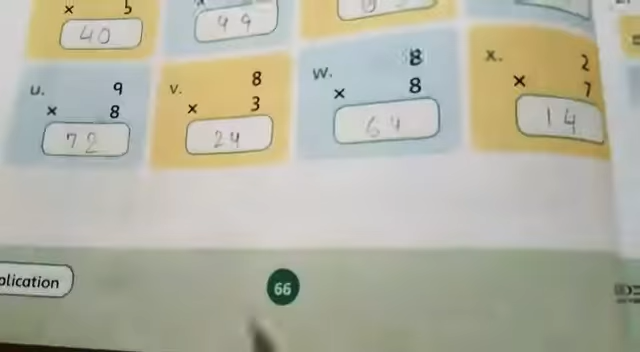 × 5
40
49
u. 9
× 8
72
v. 8
× 3
24
w. 8
× 8
64
x. 2
× 7
14
plication
66